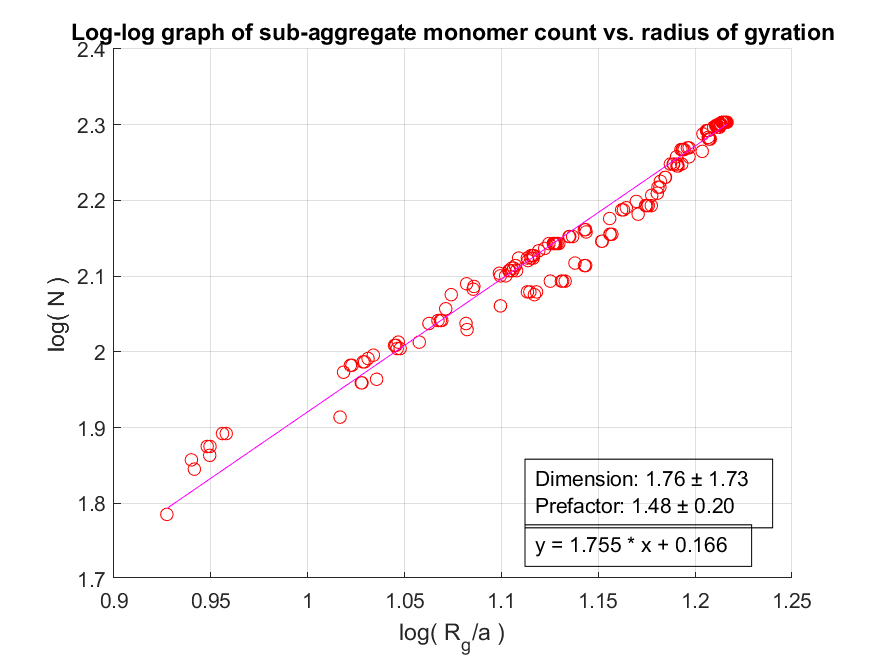 Log-log graph of sub-aggregate monomer count vs. radius of gyration
2.4
2.3
2.2
2.1
2
1.9
1.8
1.7
log( N )
Dimension: 1.76 ± 1.73
Prefactor: 1.48 ± 0.20
y = 1.755 * x + 0.166
0.9 0.95 1 1.05 1.1 1.15 1.2 1.25
log( R_g/a )